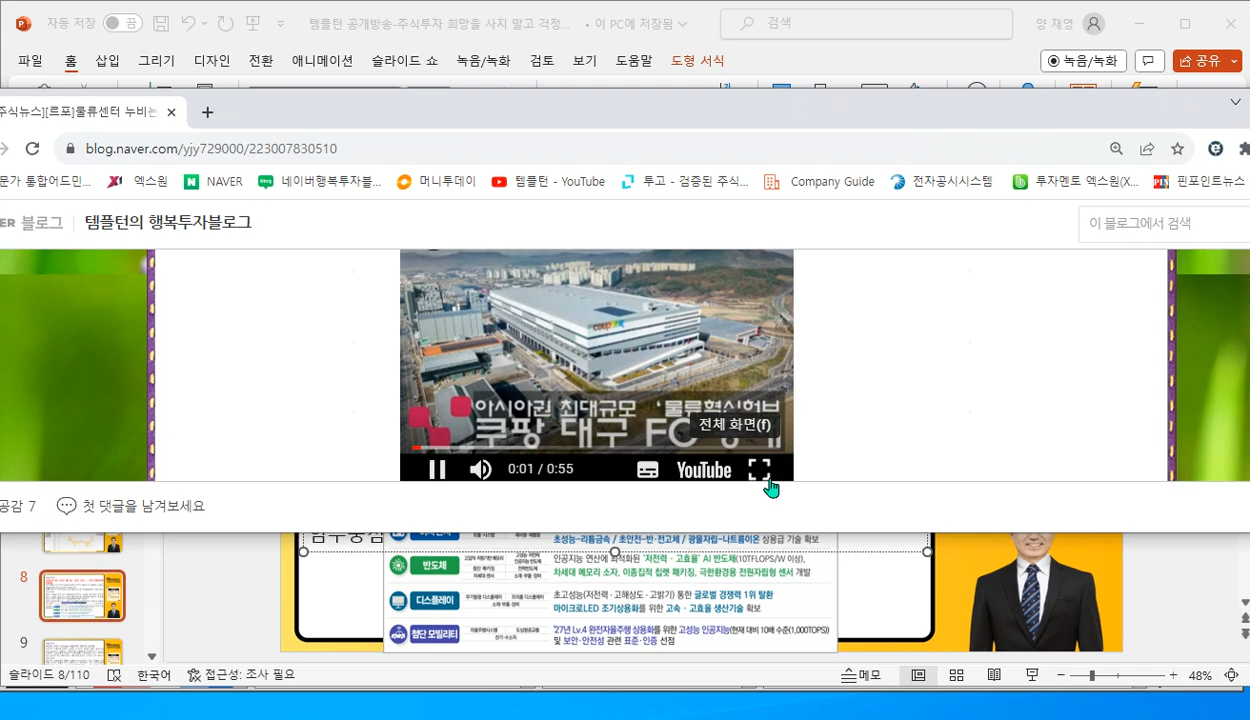 자동 저장 끔 템플턴 공개방송-주식투자 희망을 사지 말고 걱정... • 이 PC에 저장됨 검색 양 재영
파일 홈 삽입 그리기 디자인 전환 애니메이션 슬라이드 쇼 녹음/녹화 검토 보기 도움말 도형 서식 녹음/녹화 공유
주식뉴스][르포]물류센터 누비는
blog.naver.com/yjy729000/223007830510
문가 통합어드민... 엑스원 NAVER 네이버행복투자블... 머니투데이 템플턴 - YouTube 투고 - 검증된 주식... Company Guide 전자공시시스템 투자멘토 엑스원(X... 핀포인트뉴스
ER 블로그 템플턴의 행복투자블로그 이 블로그에서 검색
coupang
아시아권 최대규모 '물류혁신허브
쿠팡 대구 FC
전체 화면(f)
0:01 / 0:55 YouTube
공감 7 첫 댓글을 남겨보세요
초성능-리튬금속 / 초안전-반·전고체 / 광물자립-나트륨이온 상용급 기술 확보
반도체 인공지능 연산에 최적화된 '저전력·고효율' AI 반도체(10TFLOPS/W 이상),
차세대 메모리 소자, 이종집적 칩렛 패키징, 극한환경용 전원자립형 센서 개발
디스플레이 초고성능(저전력·고해상도·고밝기) 통한 글로벌 경쟁력 1위 탈환
마이크로LED 조기상용화를 위한 고속·고효율 생산기술 확보
첨단 모빌리티 '27년 Lv.4 완전자율주행 상용화를 위한 고성능 인공지능(현재 대비 10배 수준(1,000TOPS))
및 보안·안전성 관련 표준·인증 선점
8
9
슬라이드 8/110 한국어 접근성: 조사 필요 메모 48%